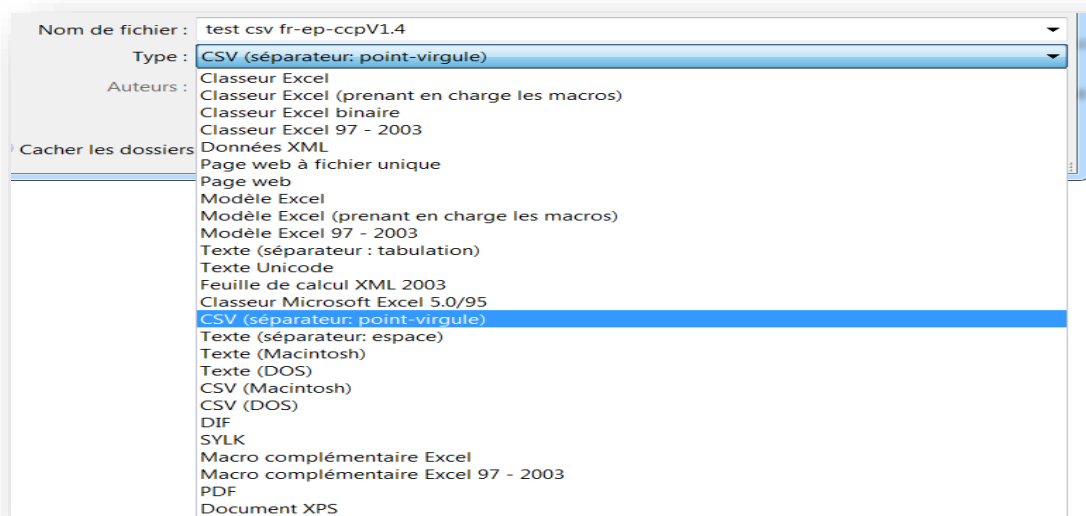 Nom de fichier : test csv fr-ep-ccpV1.4
Type : CSV (séparateur: point-virgule)
Auteurs :
Cacher les dossiers
Classeur Excel
Classeur Excel (prenant en charge les macros)
Classeur Excel binaire
Classeur Excel 97 - 2003
Données XML
Page web à fichier unique
Page web
Modèle Excel
Modèle Excel (prenant en charge les macros)
Modèle Excel 97 - 2003
Texte (séparateur : tabulation)
Texte Unicode
Feuille de calcul XML 2003
Classeur Microsoft Excel 5.0/95
CSV (séparateur: point-virgule)
Texte (séparateur: espace)
Texte (Macintosh)
Texte (DOS)
CSV (Macintosh)
CSV (DOS)
DIF
SYLK
Macro complémentaire Excel
Macro complémentaire Excel 97 - 2003
PDF
Document XPS